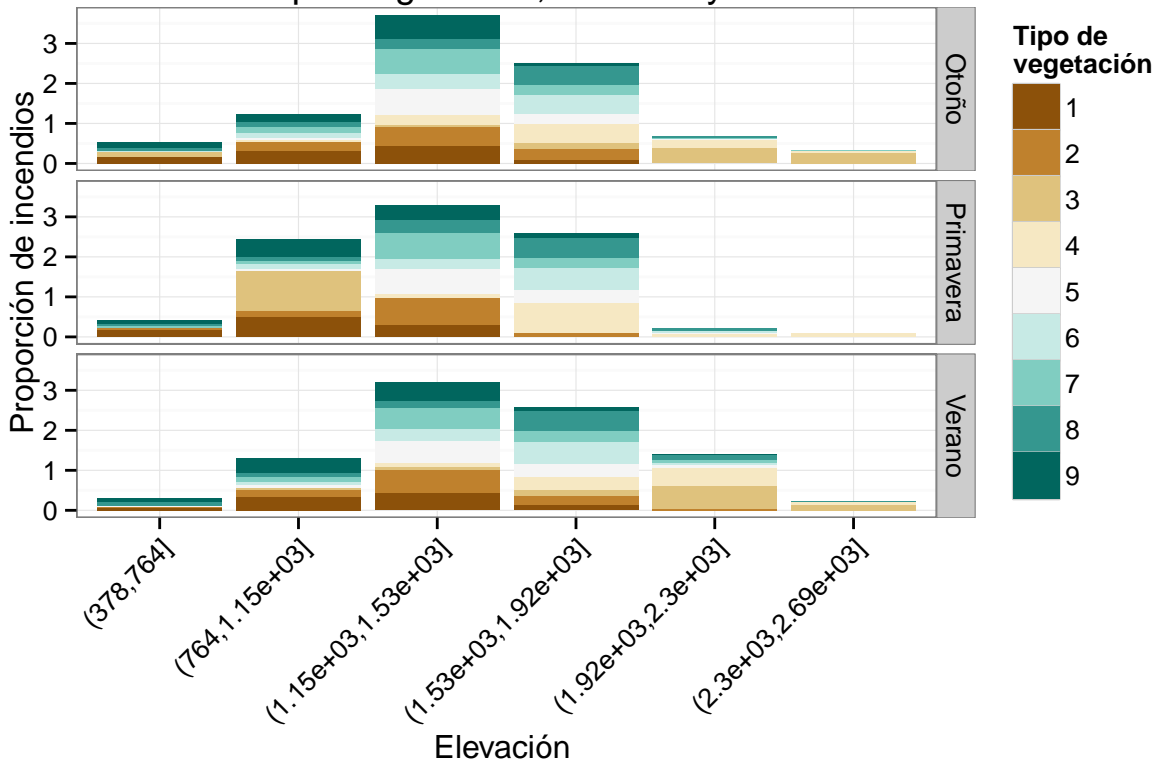 Proporción de incendios
3
2
1
0
Otoño
3
2
1
0
Primavera
3
2
1
0
Verano
(378,764]
(764,1.15e+03]
(1.15e+03,1.53e+03]
(1.53e+03,1.92e+03]
(1.92e+03,2.3e+03]
(2.3e+03,2.69e+03]
Elevación
Tipo de
vegetación
1
2
3
4
5
6
7
8
9